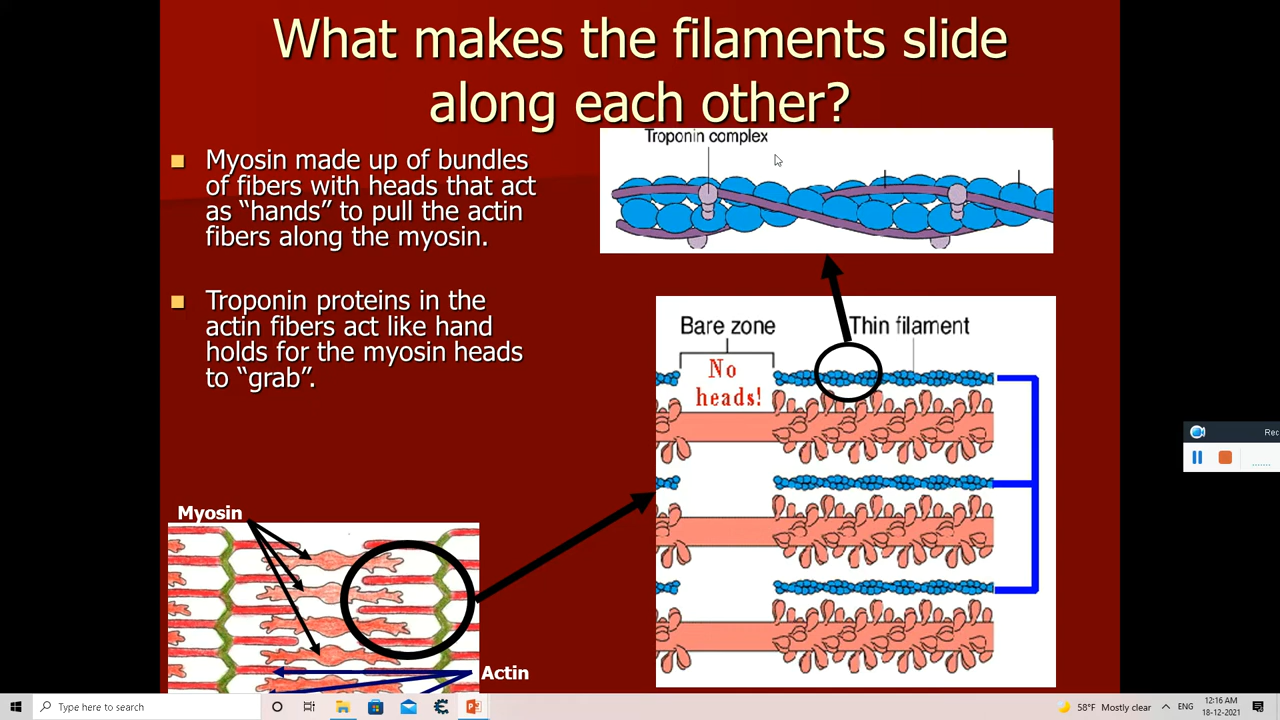 What makes the filaments slide
along each other?
Myosin made up of bundles
of fibers with heads that act
as “hands” to pull the actin
fibers along the myosin.
Troponin proteins in the
actin fibers act like hand
holds for the myosin heads
to “grab”.
Troponin complex
Bare zone
Thin filament
No
heads!
Myosin
Actin
Rec
Type here to search
58°F Mostly clear
ENG
12:16 AM
18-12-2021